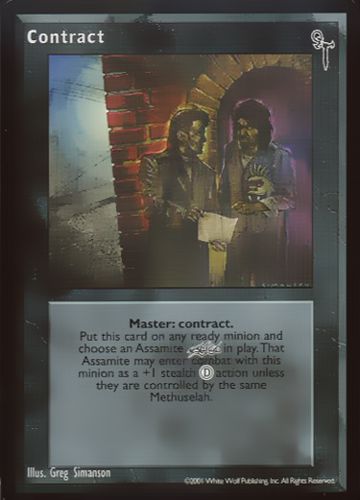 Contract
SIMANSON
Master: contract.
Put this card on any ready minion and
choose an Assamite in play. That
Assamite may enter combat with this
minion as a +1 stealth D action unless
they are controlled by the same
Methuselah.
Illus. Greg Simanson
©2001 White Wolf Publishing, Inc. All Rights Reserved.